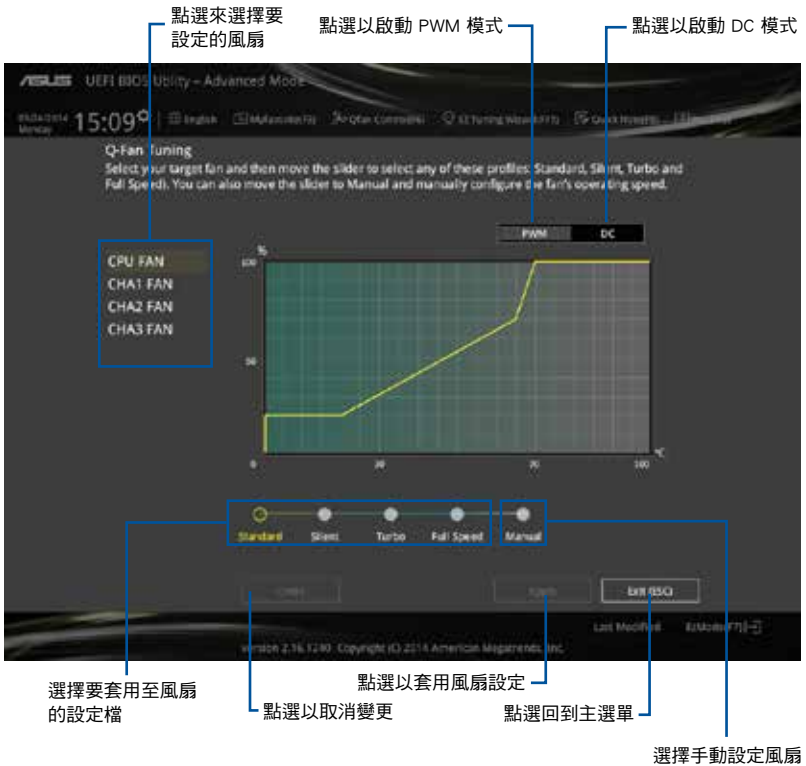 點選來選擇要
設定的風扇
點選以啟動 PWM 模式
點選以啟動 DC 模式
ASUS UEFI BIOS Utility – Advanced Mode
Monday 15:09 English
Q-Fan Tuning
Select your target fan and then move the slider to select any of these profiles: Standard, Silent, Turbo and
Full Speed). You can also move the slider to Manual and manually configure the fan's operating speed.
PWM DC
CPU FAN
CHA1 FAN
CHA2 FAN
CHA3 FAN
%
100
50
0 30 70 100
°C
Standard Silent Turbo Full Speed Manual
Exit (ESC)
Last Modified EzMode(F7)
Version 2.16.1240. Copyright (C) 2014 American Megatrends, Inc.
選擇要套用至風扇
的設定檔
點選以取消變更
點選以套用風扇設定
點選回到主選單
選擇手動設定風扇